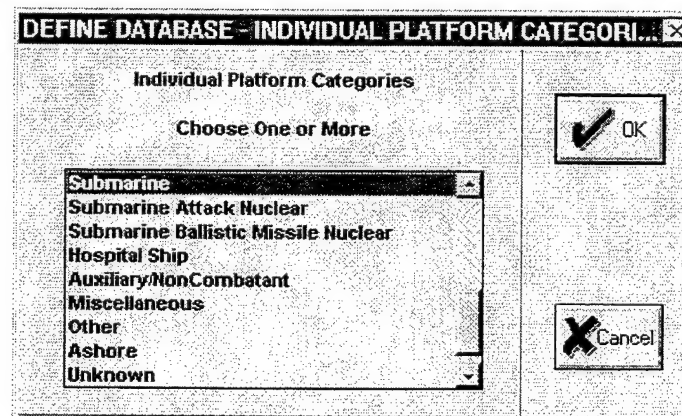 DEFINE DATABASE - INDIVIDUAL PLATFORM CATEGORI...
Individual Platform Categories
Choose One or More
Submarine
Submarine Attack Nuclear
Submarine Ballistic Missile Nuclear
Hospital Ship
Auxiliary/NonCombatant
Miscellaneous
Other
Ashore
Unknown
OK
Cancel